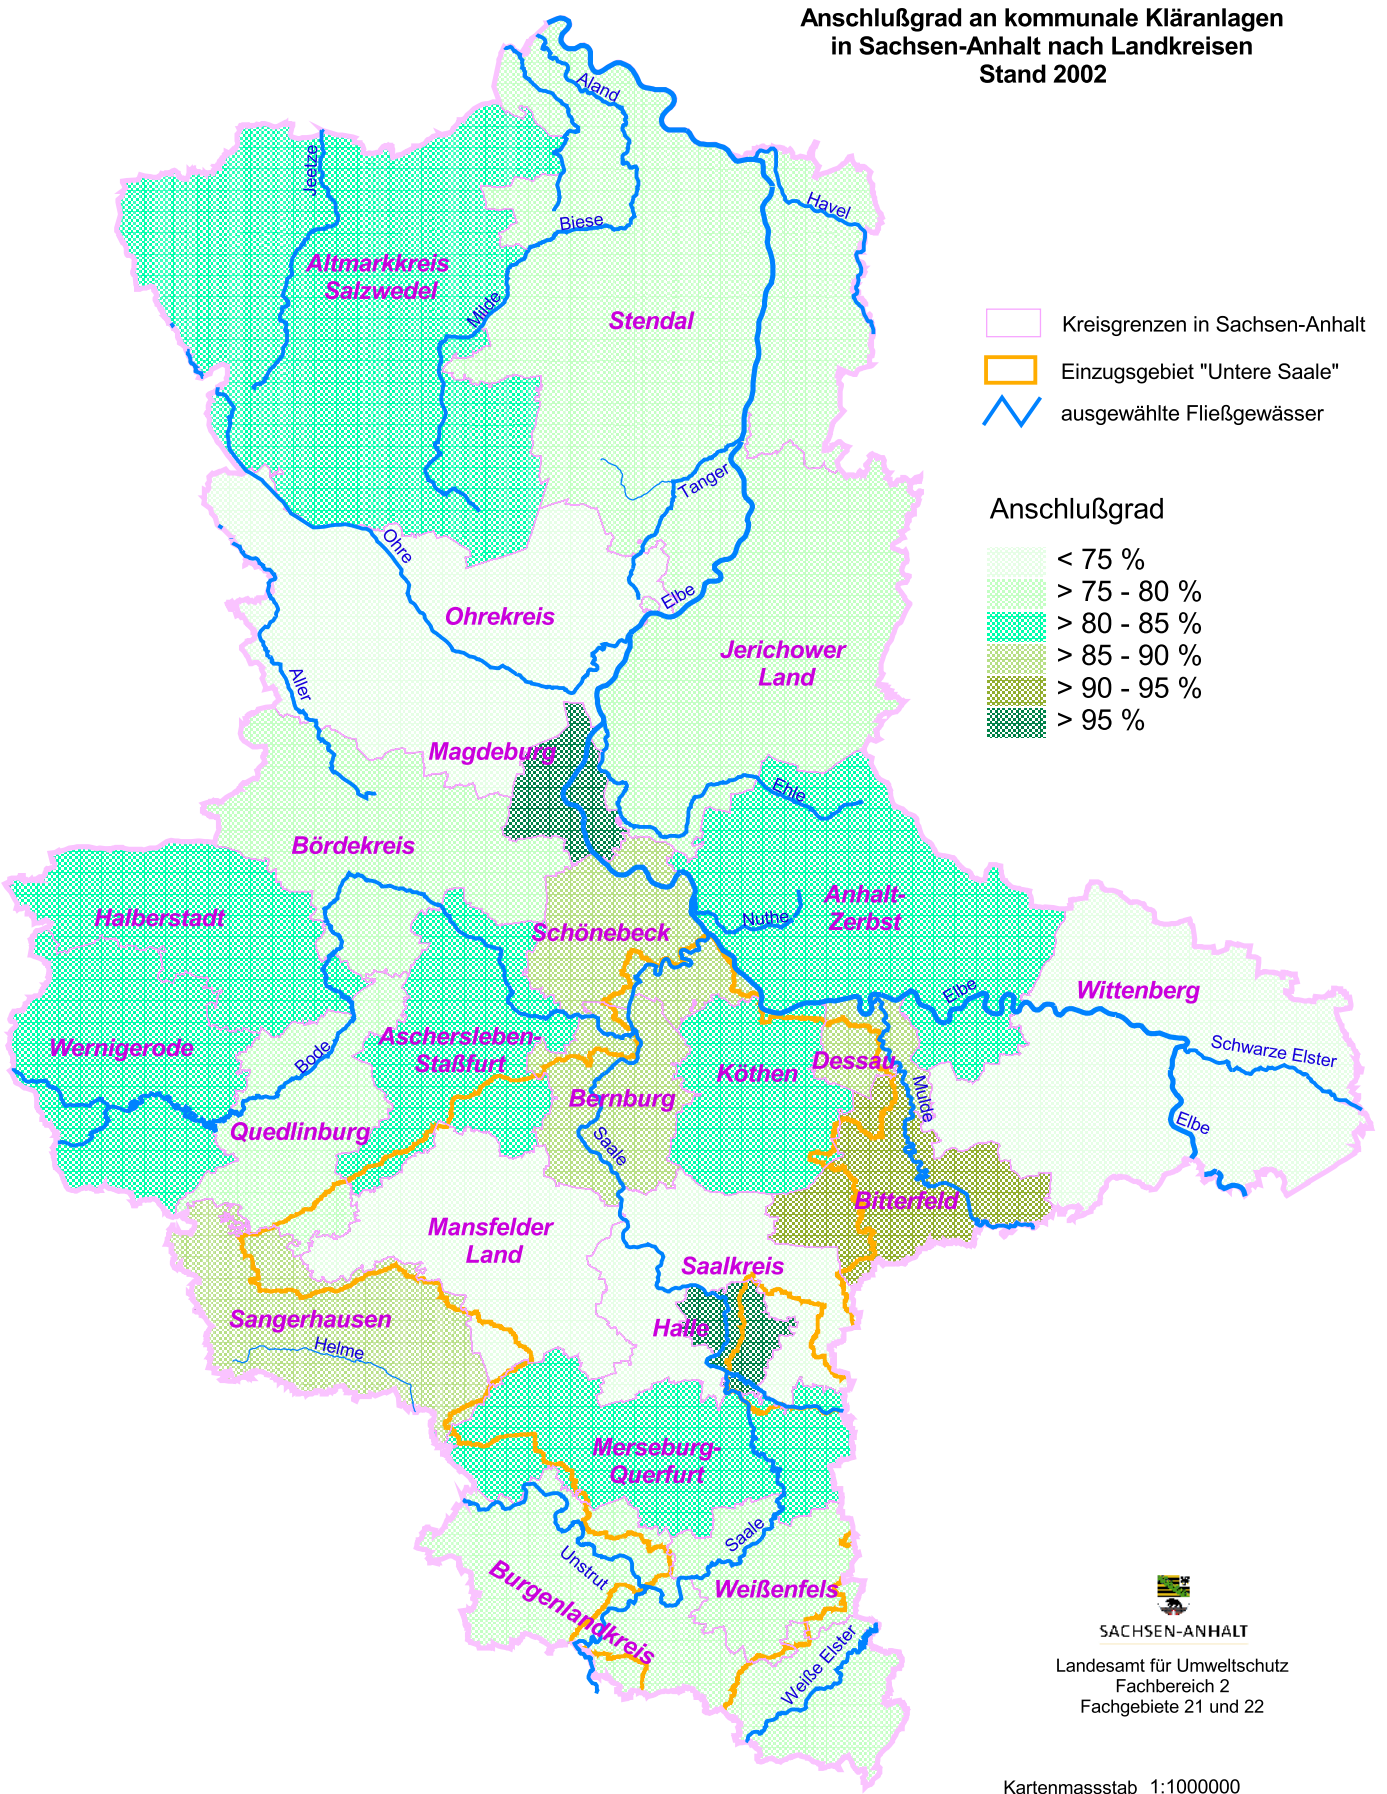 Anschlußgrad an kommunale Kläranlagen
in Sachsen-Anhalt nach Landkreisen
Stand 2002
Aland
Jeetze
Havel
Biese
Altmarkkreis
Salzwedel
Milde
Stendal
Kreisgrenzen in Sachsen-Anhalt
Einzugsgebiet "Untere Saale"
ausgewählte Fließgewässer
Tanger
Anschlußgrad
< 75 %
> 75 - 80 %
> 80 - 85 %
> 85 - 90 %
> 90 - 95 %
> 95 %
Ohre
Elbe
Ohrekreis
Jerichower
Land
Aller
Magdeburg
Ehle
Bördekreis
Halberstadt
Anhalt-
Zerbst
Nuthe
Schönebeck
Wittenberg
Elbe
Wernigerode
Bode
Aschersleben-
Staßfurt
Köthen
Dessau
Schwarze Elster
Mulde
Bernburg
Elbe
Quedlinburg
Saale
Bitterfeld
Mansfelder
Land
Saalkreis
Sangerhausen
Halle
Helme
Merseburg-
Querfurt
Saale
Unstrut
Burgenlandkreis
Weißenfels
Weiße Elster
SACHSEN-ANHALT
Landesamt für Umweltschutz
Fachbereich 2
Fachgebiete 21 und 22
Kartenmassstab 1:1000000